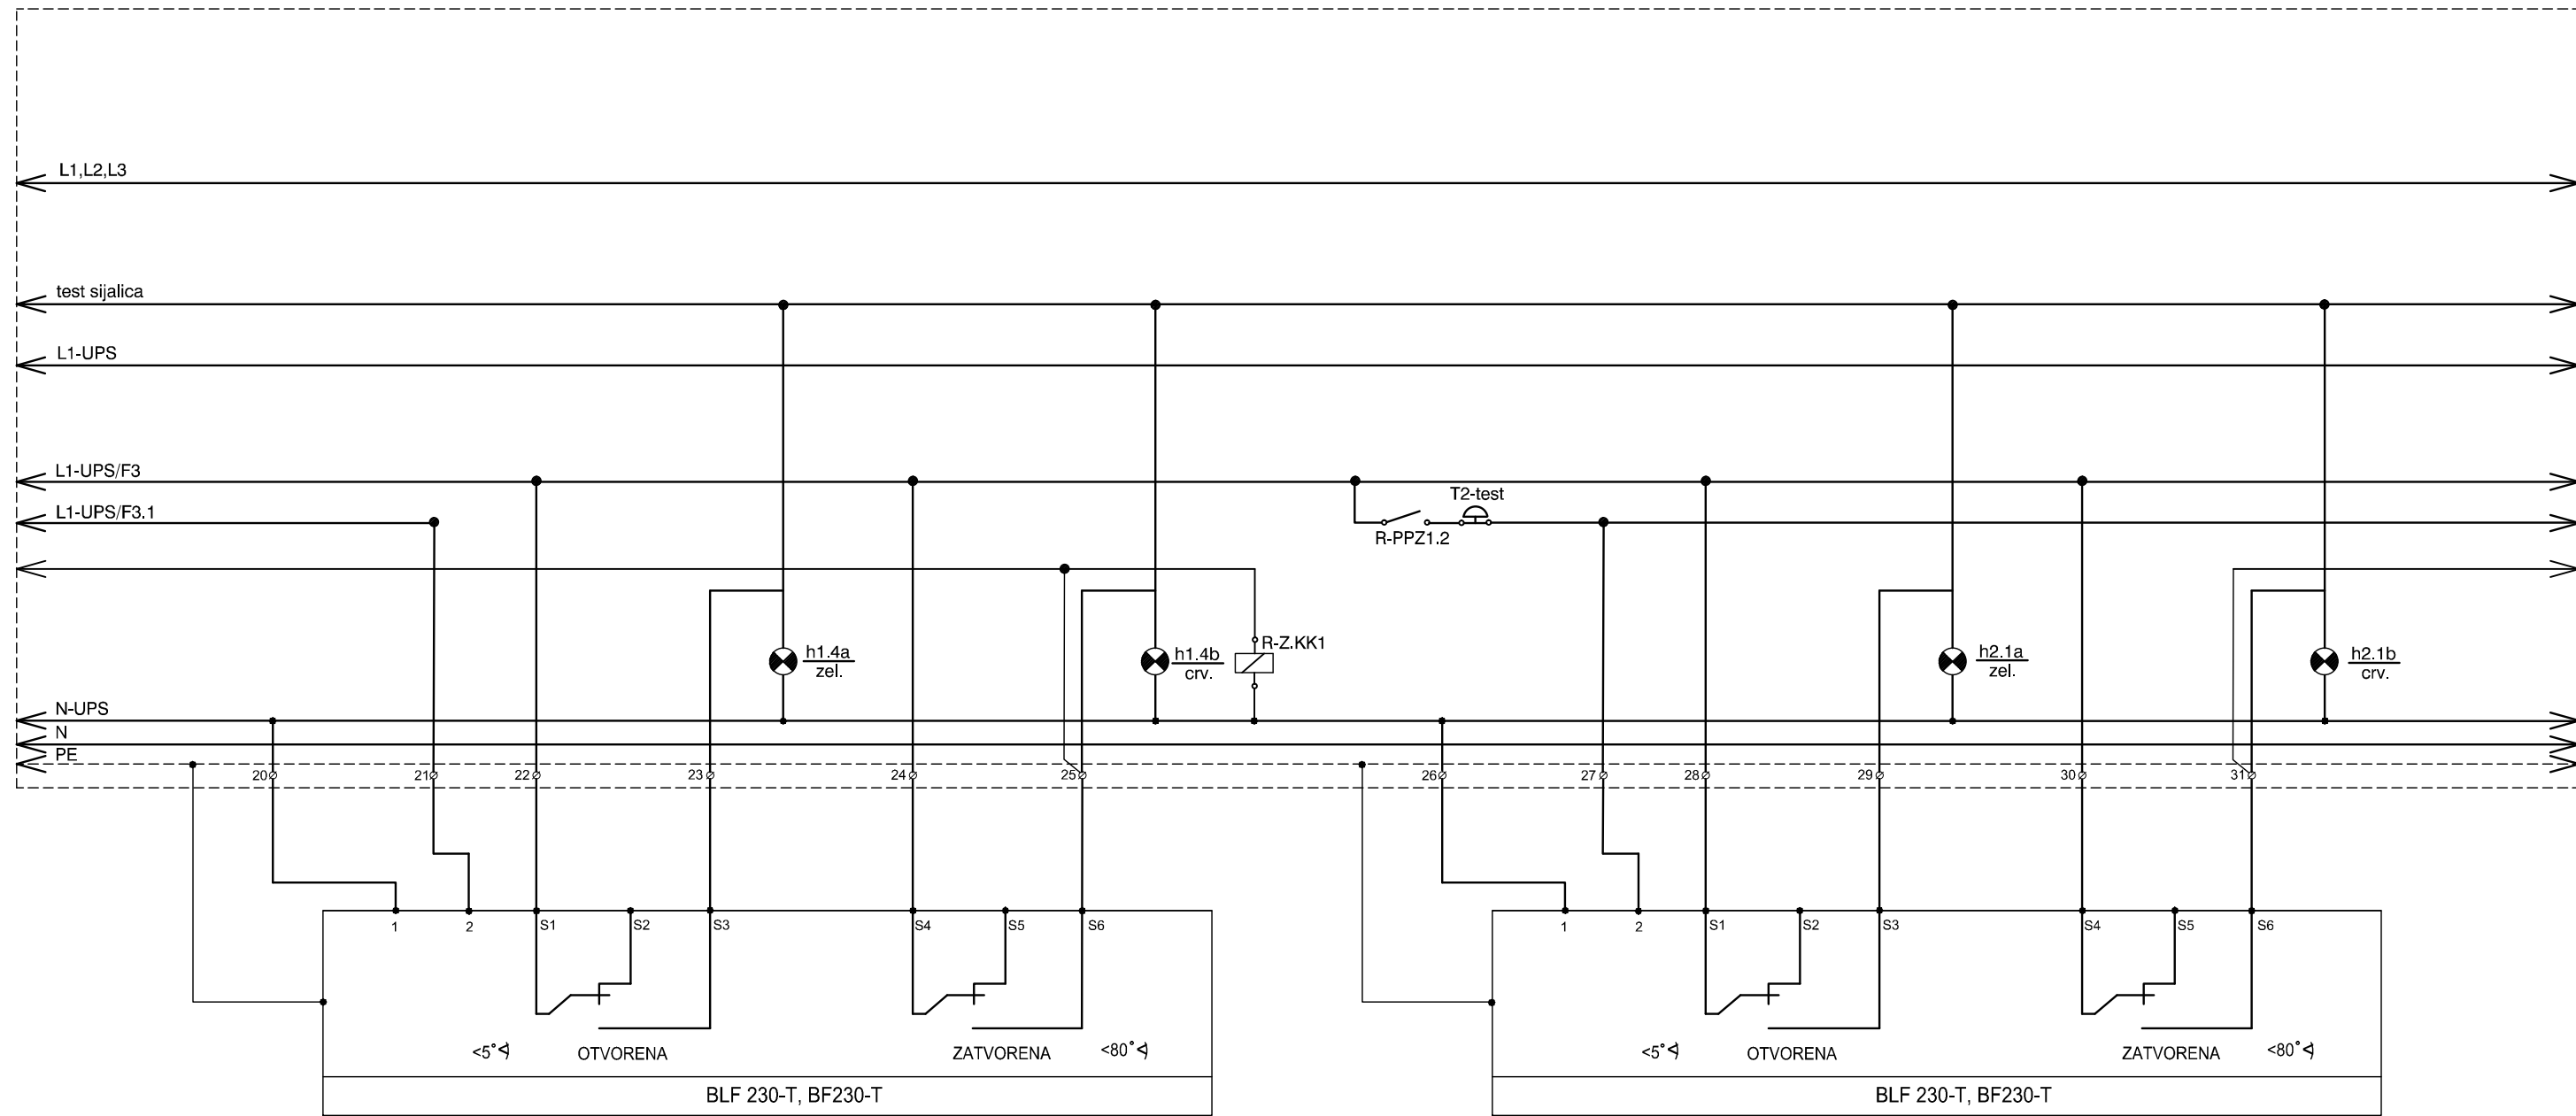 L1,L2,L3
test sijalica
L1-UPS
L1-UPS/F3
T2-test
L1-UPS/F3.1
R-PPZ1.2
R-Z.KK1
h1.4a
zel.
h1.4b
crv.
h2.1a
zel.
h2.1b
crv.
N-UPS
N
PE
20 21 22 23 24 25 26 27 28 29 30 31
1 2 S1 S2 S3 S4 S5 S6 1 2 S1 S2 S3 S4 S5 S6
<5° OTVORENA ZATVORENA <80° <5° OTVORENA ZATVORENA <80°
BLF 230-T, BF230-T BLF 230-T, BF230-T